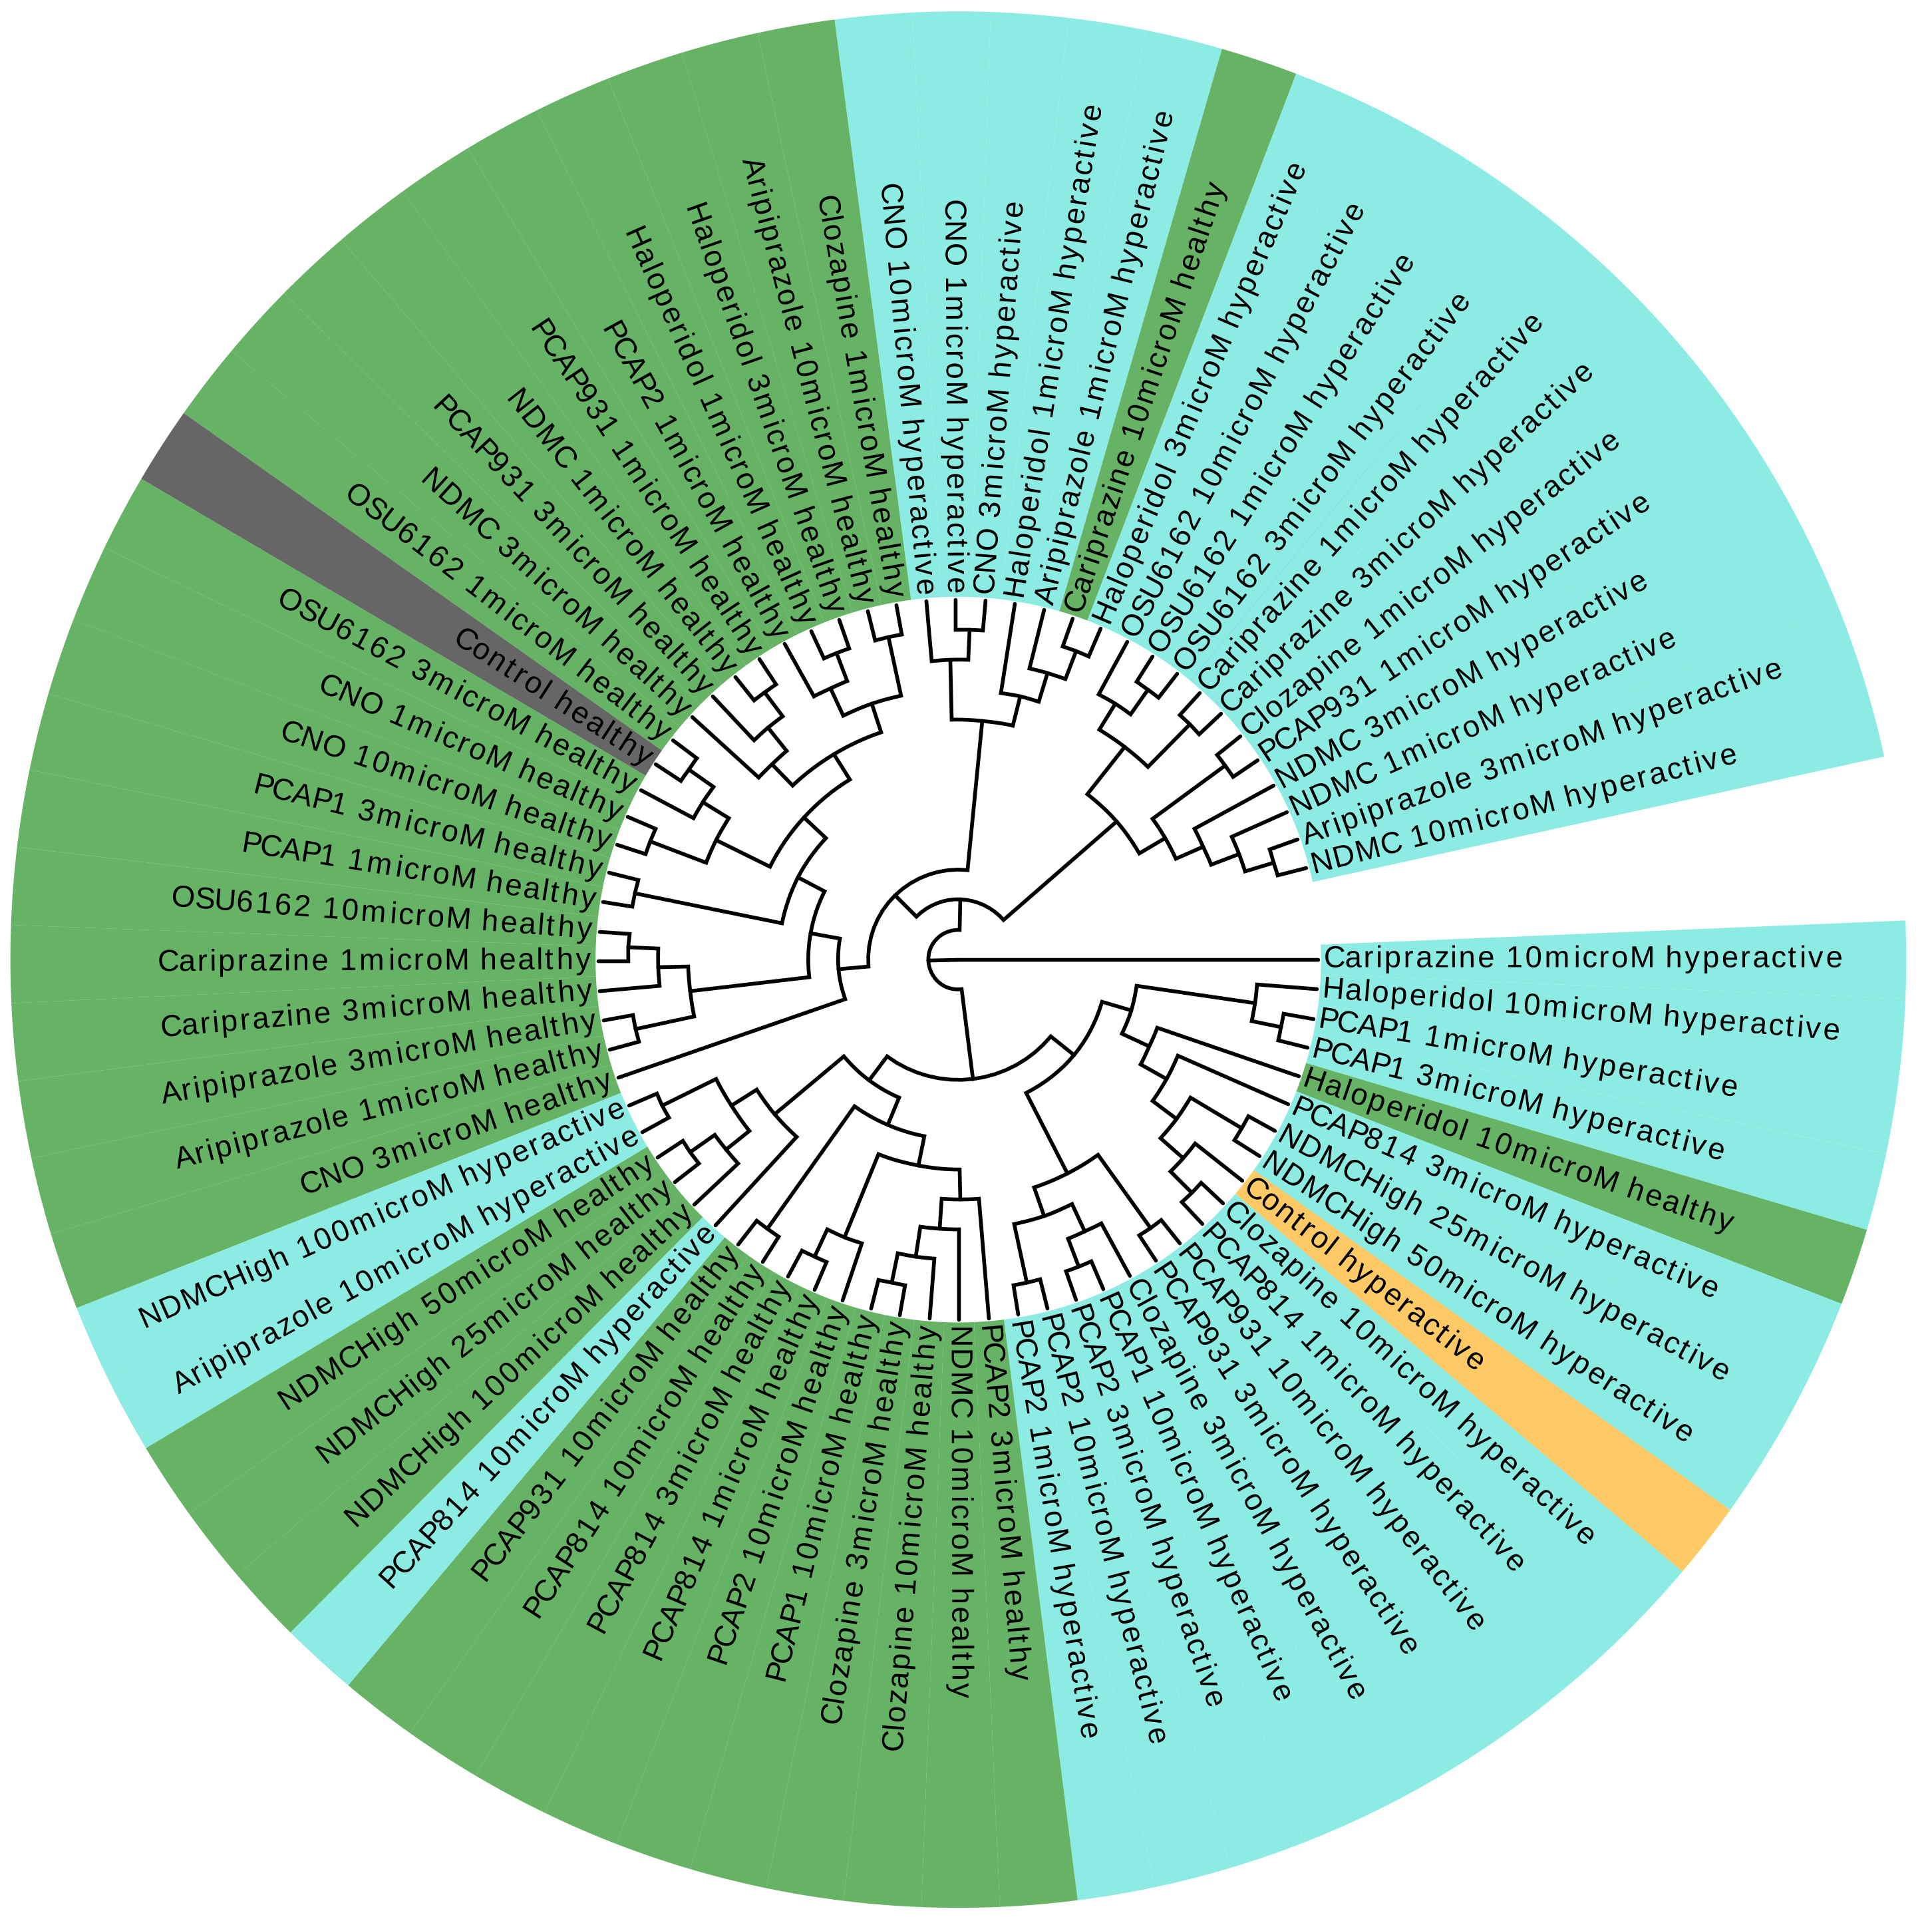 Cariprazine 10microM hyperactive
Haloperidol 10microM hyperactive
PCAP1 1microM hyperactive
PCAP1 3microM hyperactive
Haloperidol 10microM healthy
PCAP814 3microM hyperactive
NDMCHigh 25microM hyperactive
NDMCHigh 50microM hyperactive
Control hyperactive
Clozapine 10microM hyperactive
PCAP814 1microM hyperactive
PCAP931 10microM hyperactive
PCAP931 3microM hyperactive
Clozapine 3microM hyperactive
PCAP1 10microM hyperactive
PCAP2 3microM hyperactive
PCAP2 10microM hyperactive
PCAP2 1microM hyperactive
PCAP2 3microM healthy
NDMC 10microM healthy
Clozapine 10microM healthy
Clozapine 3microM healthy
PCAP1 10microM healthy
PCAP2 10microM healthy
PCAP814 1microM healthy
PCAP814 3microM healthy
PCAP814 10microM healthy
PCAP931 10microM healthy
PCAP814 10microM hyperactive
NDMCHigh 100microM healthy
NDMCHigh 25microM healthy
NDMCHigh 50microM healthy
Aripiprazole 10microM hyperactive
NDMCHigh 100microM hyperactive
CNO 3microM healthy
Aripiprazole 1microM healthy
Aripiprazole 3microM healthy
Cariprazine 3microM healthy
Cariprazine 1microM healthy
OSU6162 10microM healthy
PCAP1 1microM healthy
PCAP1 3microM healthy
CNO 10microM healthy
CNO 1microM healthy
OSU6162 3microM healthy
Control healthy
OSU6162 1microM healthy
NDMC 3microM healthy
PCAP931 3microM healthy
NDMC 1microM healthy
PCAP931 1microM healthy
PCAP2 1microM healthy
Haloperidol 1microM healthy
Haloperidol 3microM healthy
Aripiprazole 10microM healthy
Clozapine 1microM healthy
CNO 10microM hyperactive
CNO 1microM hyperactive
CNO 3microM hyperactive
Haloperidol 1microM hyperactive
Aripiprazole 1microM hyperactive
Cariprazine 10microM healthy
Haloperidol 3microM hyperactive
OSU6162 10microM hyperactive
OSU6162 1microM hyperactive
OSU6162 3microM hyperactive
Cariprazine 1microM hyperactive
Cariprazine 3microM hyperactive
Clozapine 1microM hyperactive
PCAP931 1microM hyperactive
NDMC 3microM hyperactive
NDMC 1microM hyperactive
Aripiprazole 3microM hyperactive
NDMC 10microM hyperactive